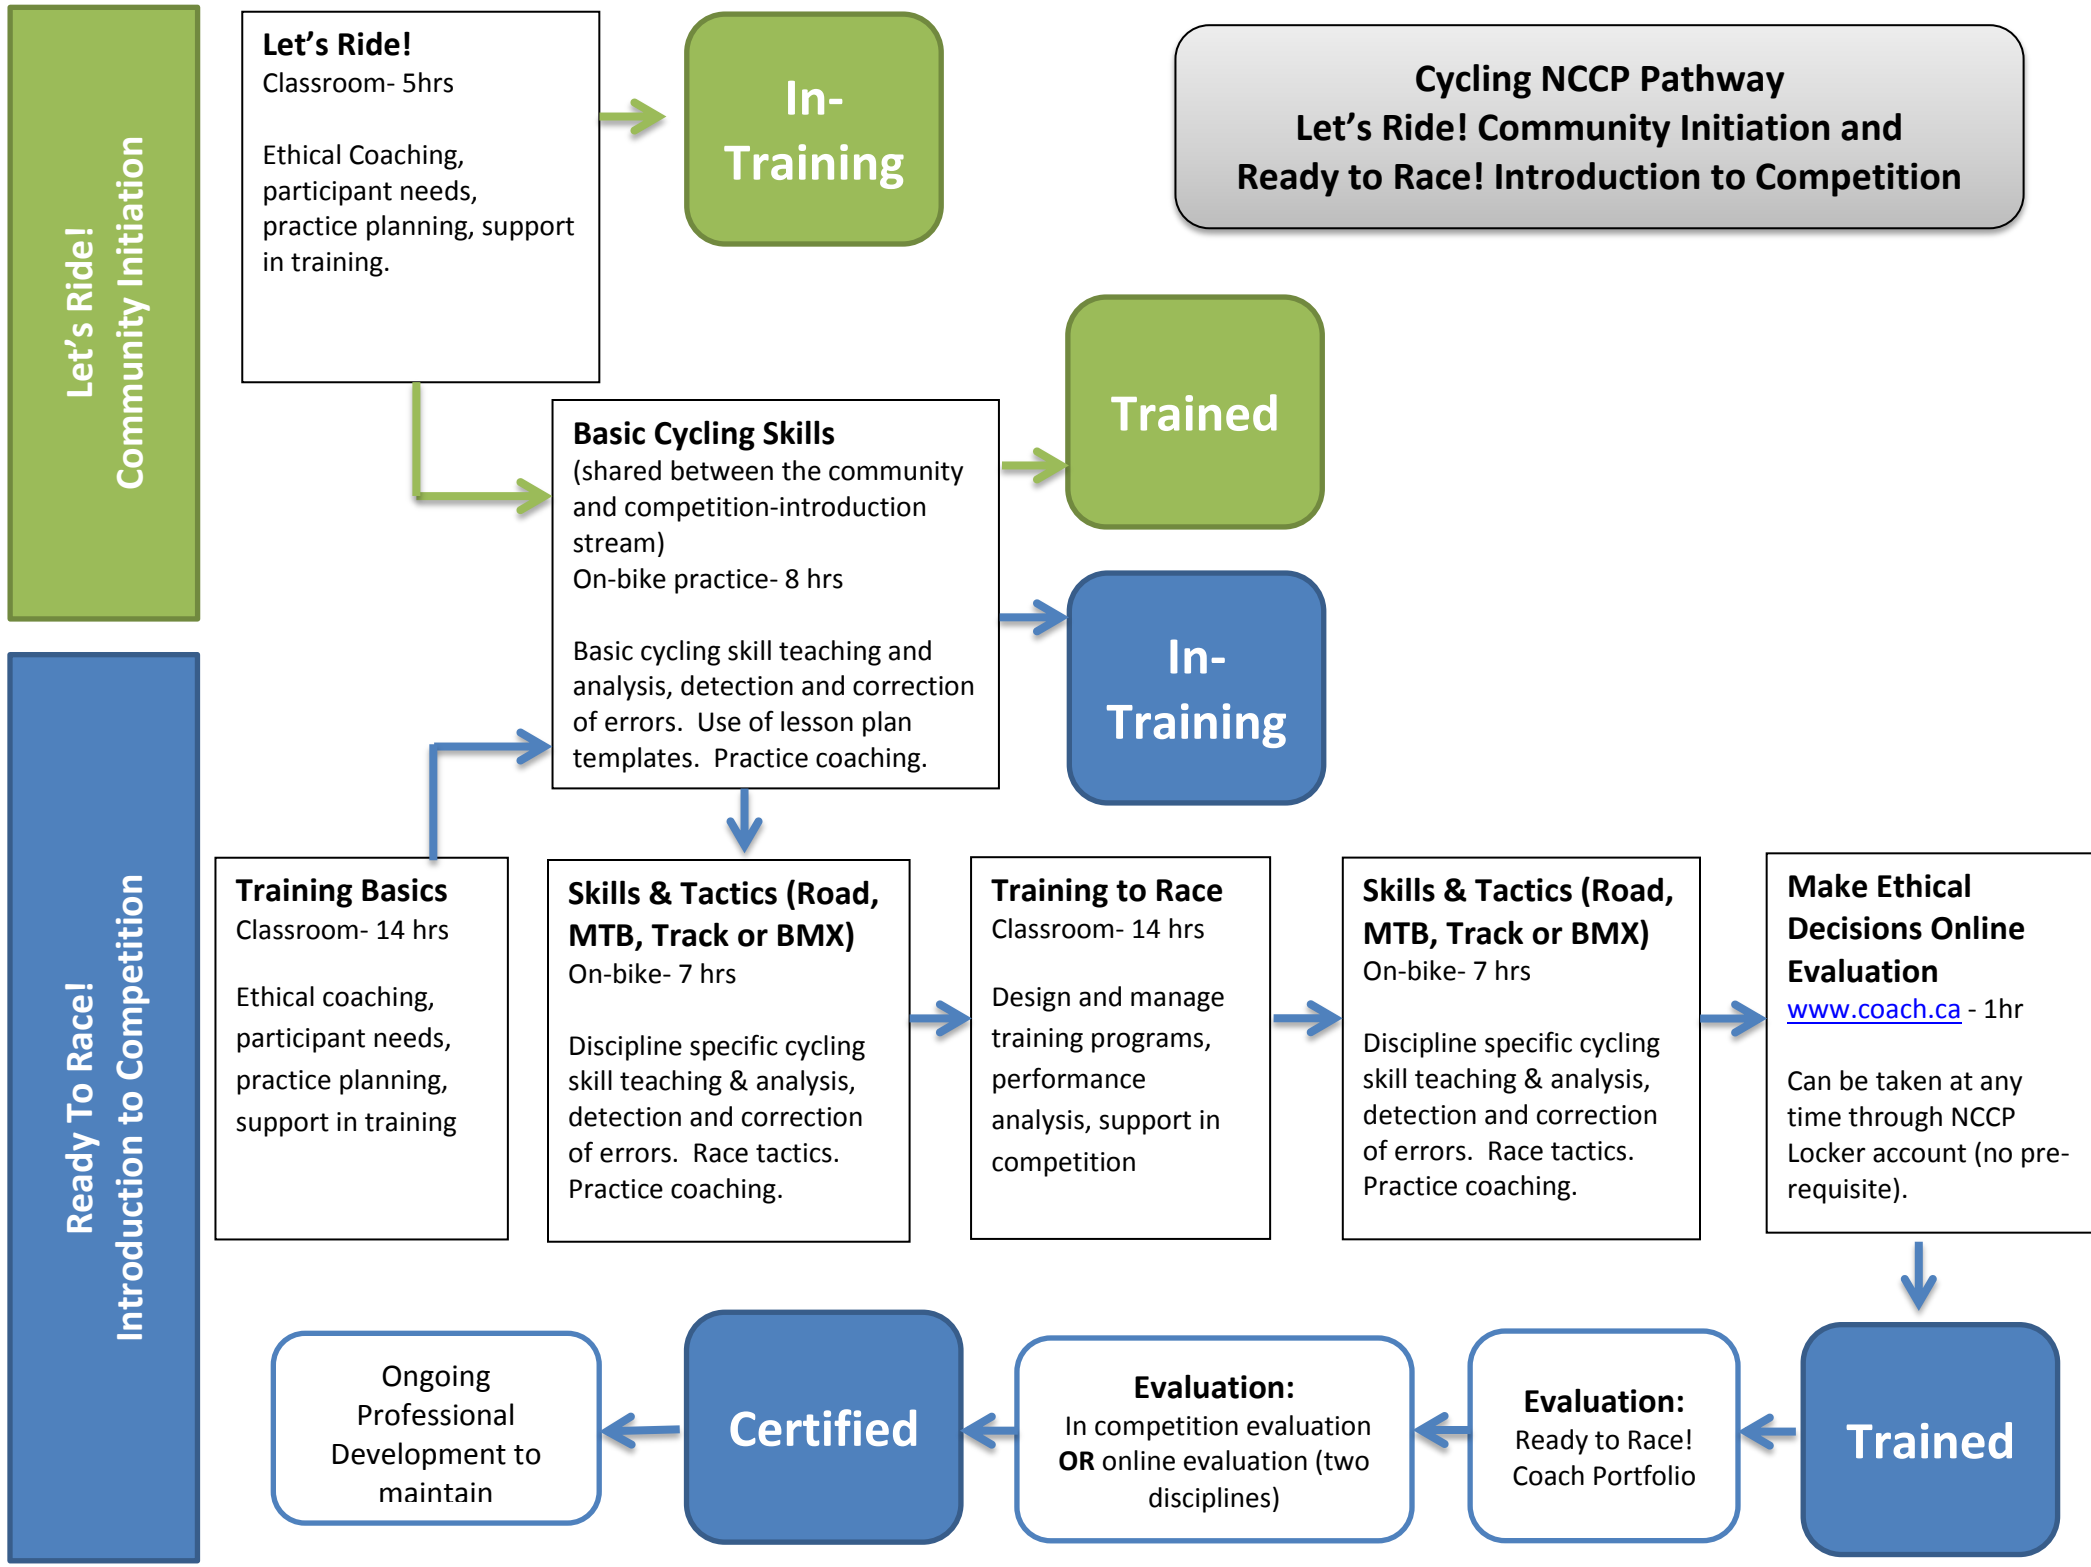 Let's Ride!
Community Initiation
Let's Ride!
Classroom- 5hrs
Ethical Coaching,
participant needs,
practice planning, support
in training.
In-
Training
Cycling NCCP Pathway
Let's Ride! Community Initiation and
Ready to Race! Introduction to Competition
Basic Cycling Skills
(shared between the community
and competition-introduction
stream)
On-bike practice- 8 hrs
Basic cycling skill teaching and
analysis, detection and correction
of errors.  Use of lesson plan
templates.  Practice coaching.
Trained
In-
Training
Ready To Race!
Introduction to Competition
Training Basics
Classroom- 14 hrs
Ethical coaching,
participant needs,
practice planning,
support in training
Skills & Tactics (Road,
MTB, Track or BMX)
On-bike- 7 hrs
Discipline specific cycling
skill teaching & analysis,
detection and correction
of errors.  Race tactics.
Practice coaching.
Training to Race
Classroom- 14 hrs
Design and manage
training programs,
performance
analysis, support in
competition
Skills & Tactics (Road,
MTB, Track or BMX)
On-bike- 7 hrs
Discipline specific cycling
skill teaching & analysis,
detection and correction
of errors.  Race tactics.
Practice coaching.
Make Ethical
Decisions Online
Evaluation
www.coach.ca - 1hr
Can be taken at any
time through NCCP
Locker account (no pre-
requisite).
Ongoing
Professional
Development to
maintain
Certified
Evaluation:
In competition evaluation
OR online evaluation (two
disciplines)
Evaluation:
Ready to Race!
Coach Portfolio
Trained